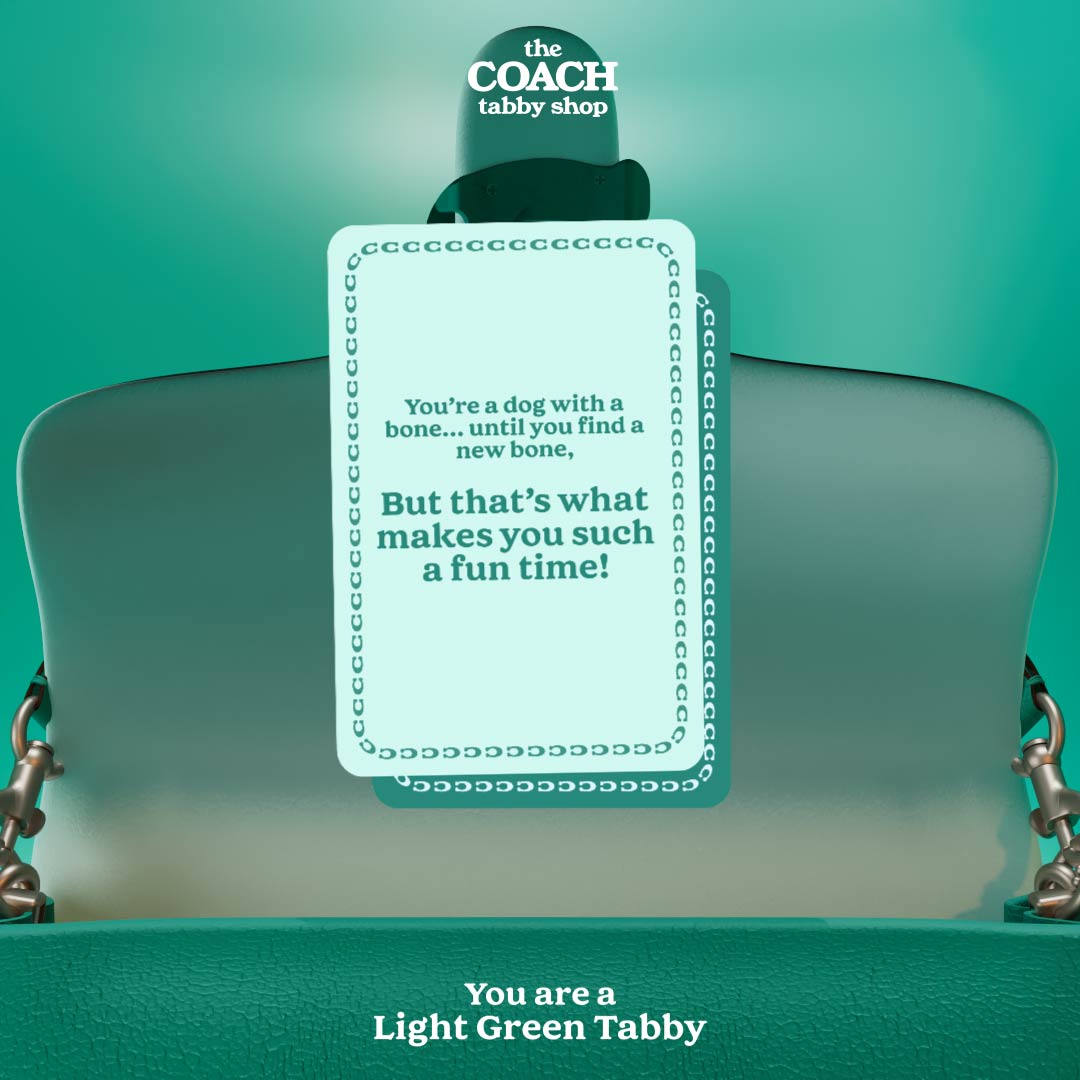 the
COACH
tabby shop
You’re a dog with a
bone... until you find a
new bone,
But that’s what
makes you such
a fun time!
You are a
Light Green Tabby